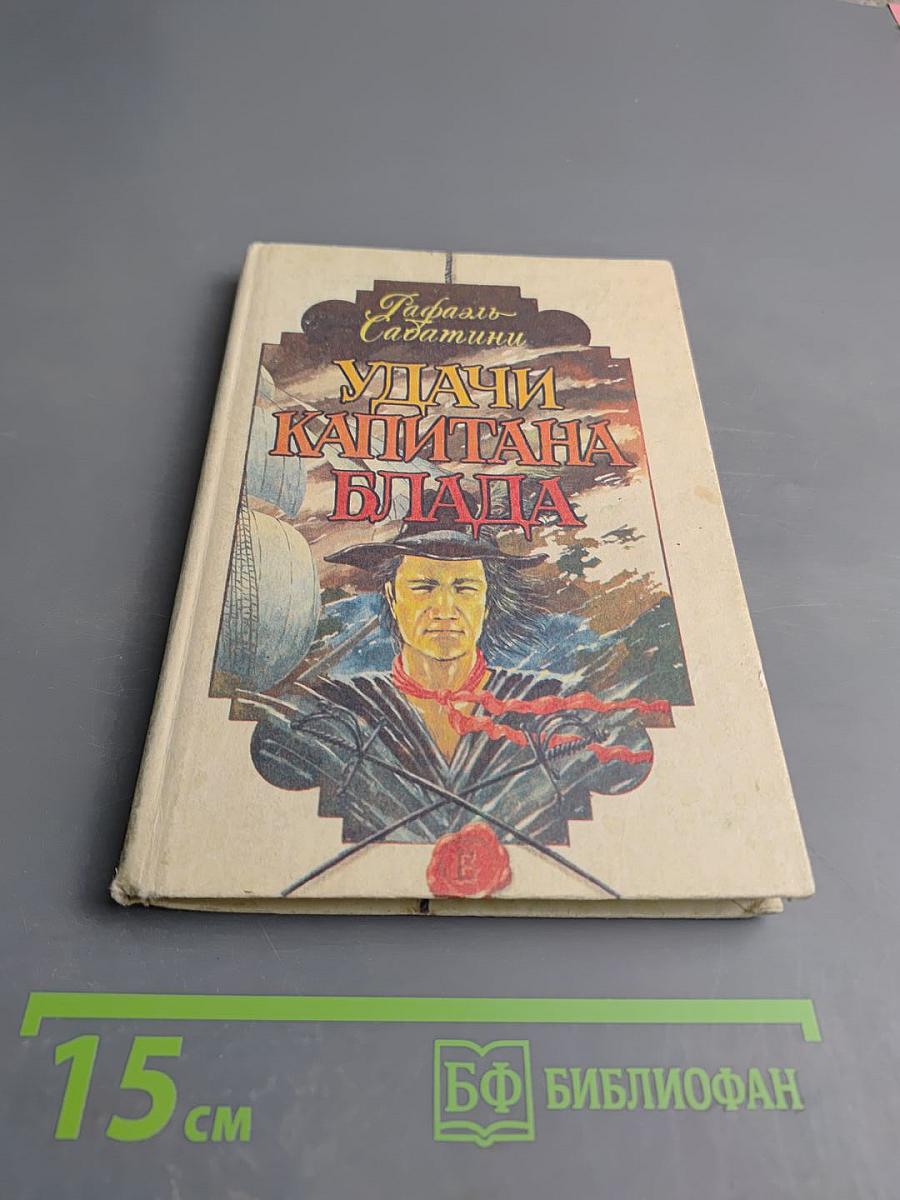 Рафаэль
Сабатини
УДАЧИ
КАПИТАНА
БЛАДА
Е
15 см
БФ БИБЛИОФАН